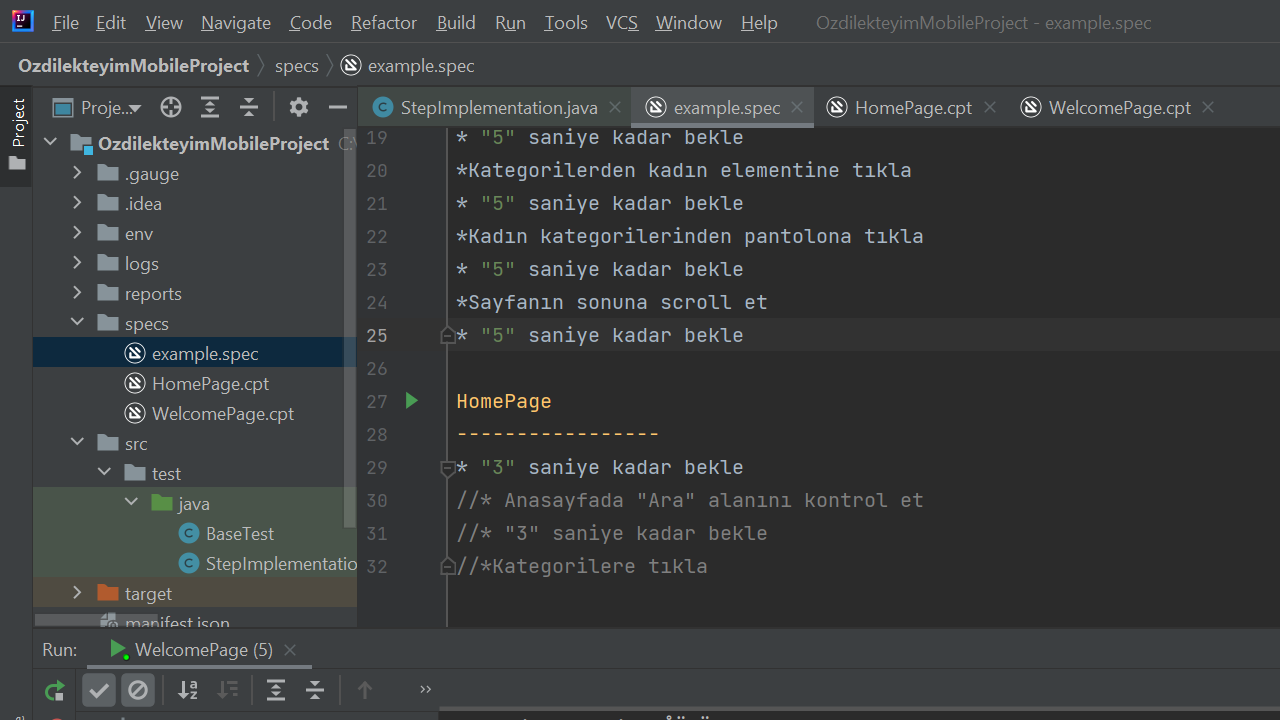 File Edit View Navigate Code Refactor Build Run Tools VCS Window Help OzdilekteyimMobileProject - example.spec
OzdilekteyimMobileProject specs example.spec
Project
Proje...
StepImplementation.java example.spec HomePage.cpt WelcomePage.cpt
OzdilekteyimMobileProject
.gauge
.idea
env
logs
reports
specs
example.spec
HomePage.cpt
WelcomePage.cpt
src
test
java
BaseTest
StepImplementatio
target
manifest.json
19 * "5" saniye kadar bekle
20 *Kategorilerden kadın elementine tıkla
21 * "5" saniye kadar bekle
22 *Kadın kategorilerinden pantolona tıkla
23 * "5" saniye kadar bekle
24 *Sayfanın sonuna scroll et
25 * "5" saniye kadar bekle
26
27 HomePage
28 -----------------
29 * "3" saniye kadar bekle
30 //* Anasayfada "Ara" alanını kontrol et
31 //* "3" saniye kadar bekle
32 //*Kategorilere tıkla
Run: WelcomePage (5)